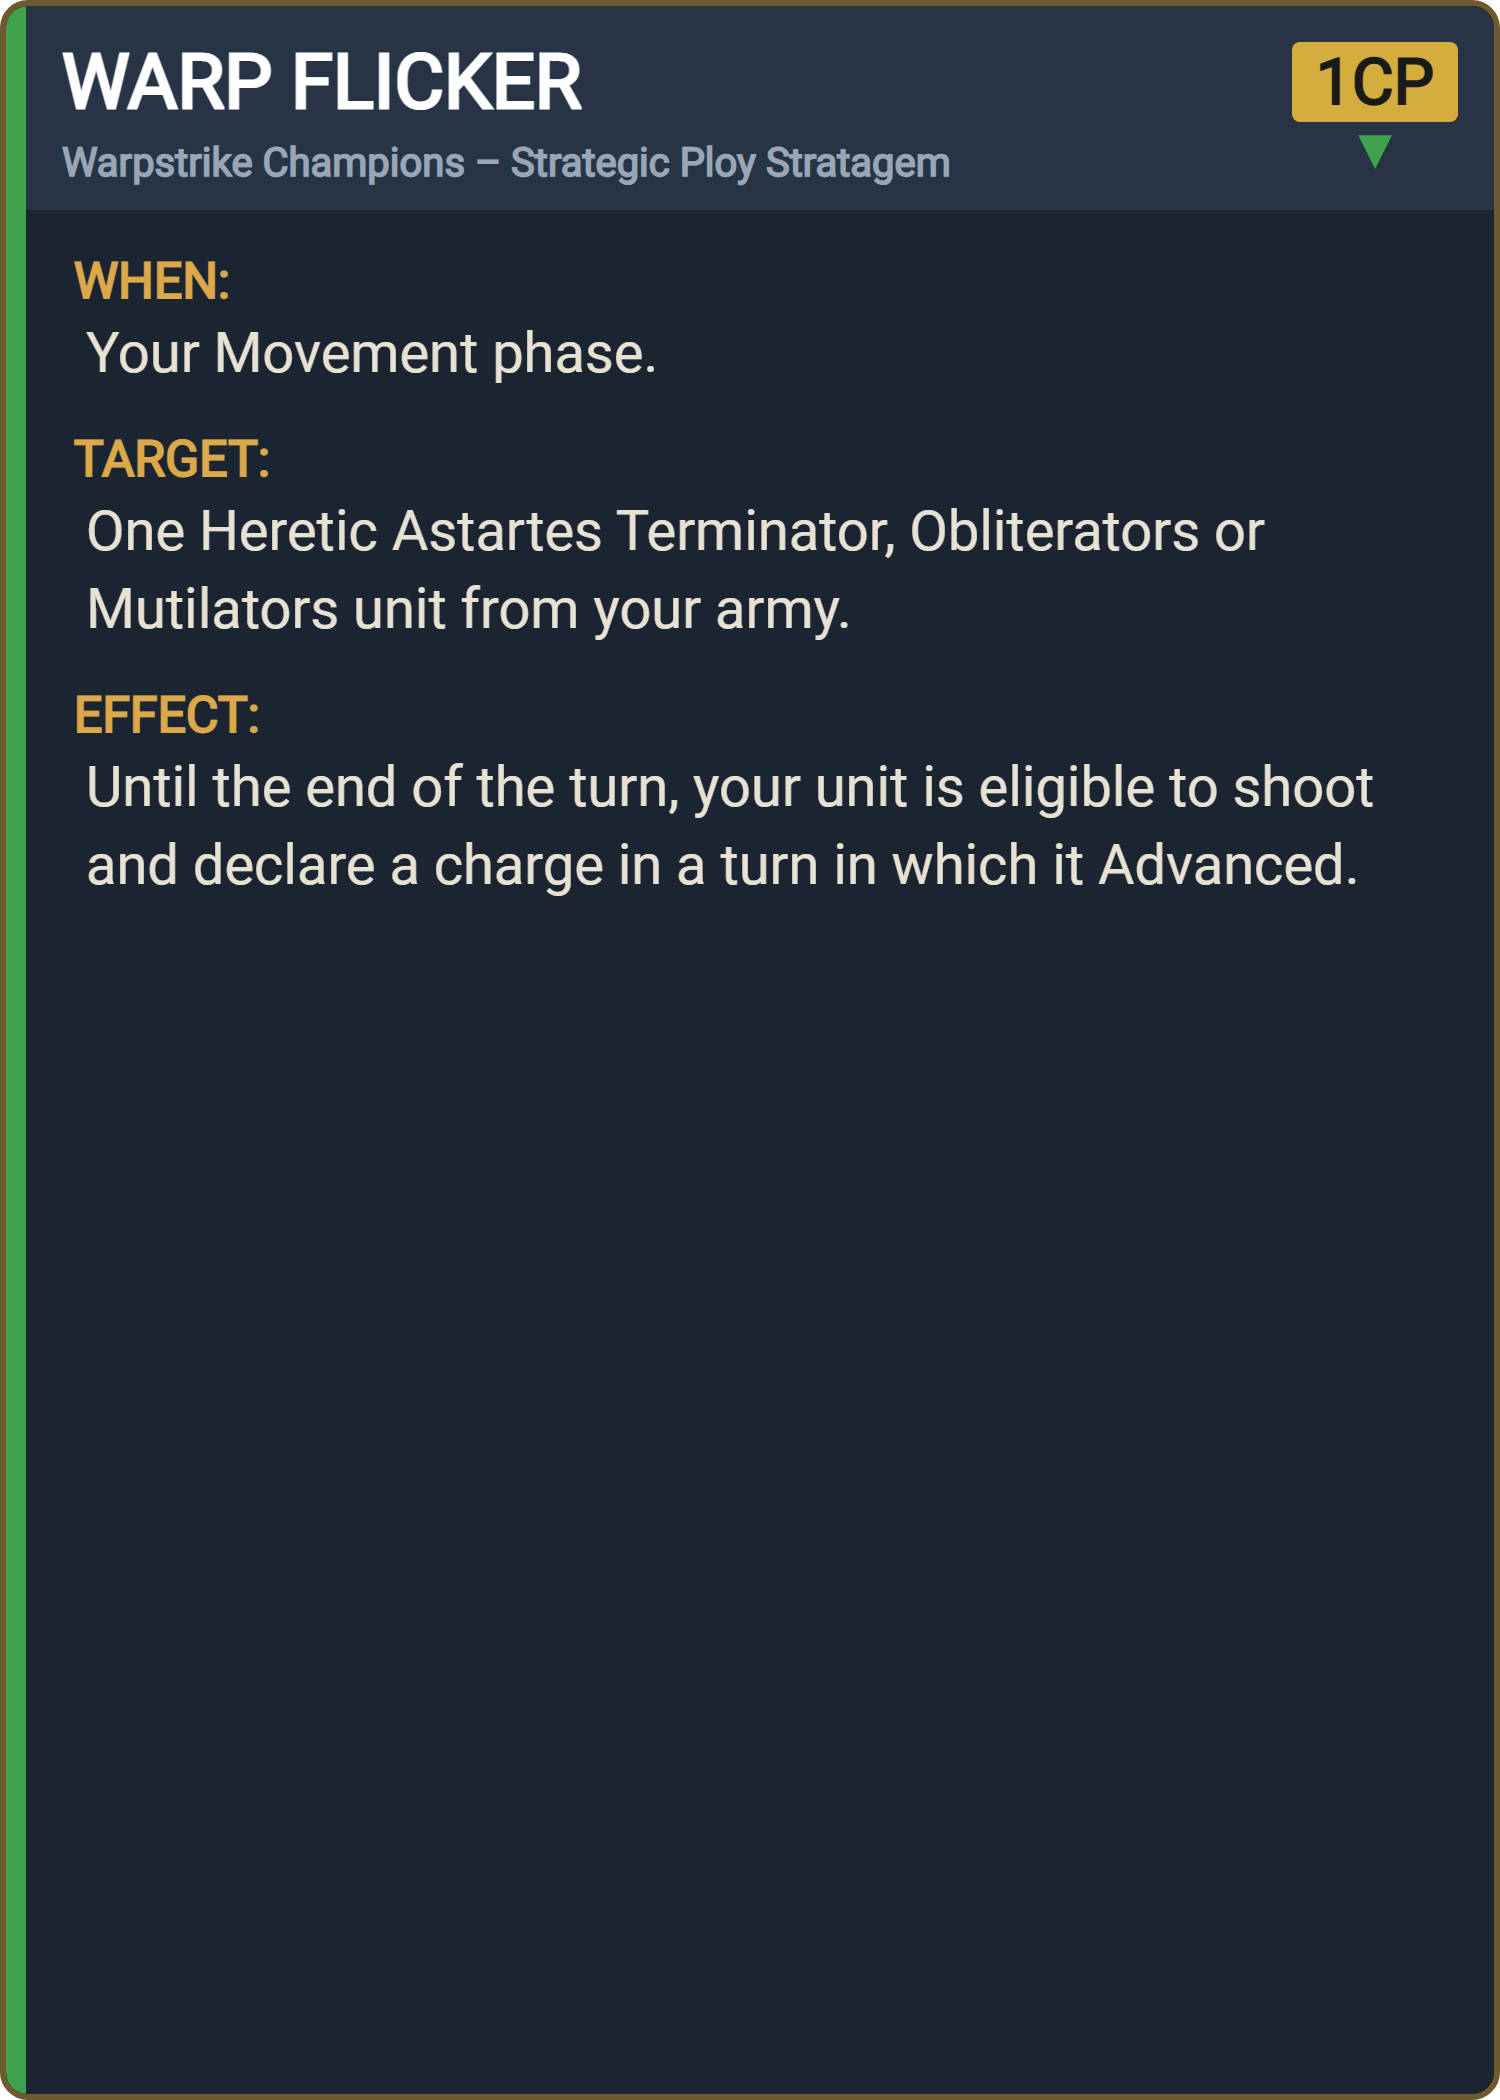 WARP FLICKER
1CP
Warpstrike Champions – Strategic Ploy Stratagem
WHEN:
Your Movement phase.
TARGET:
One Heretic Astartes Terminator, Obliterators or
Mutilators unit from your army.
EFFECT:
Until the end of the turn, your unit is eligible to shoot
and declare a charge in a turn in which it Advanced.